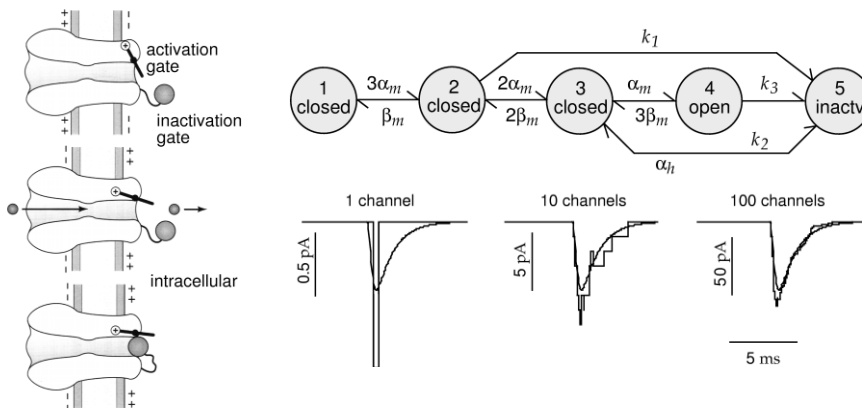 activation
gate
inactivation
gate
intracellular
k1
1
closed
3αm
βm
2
closed
2αm
2βm
3
closed
αm
3βm
4
open
k3
5
inactv
k2
αh
1 channel
0.5 pA
10 channels
5 pA
100 channels
50 pA
5 ms